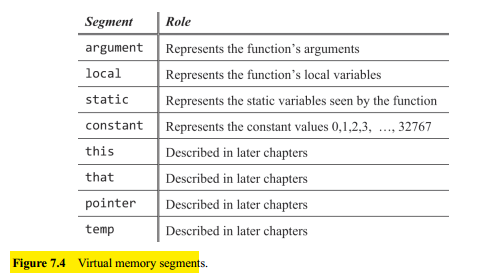 Segment Role
argument Represents the function's arguments
local Represents the function's local variables
static Represents the static variables seen by the function
constant Represents the constant values 0,1,2,3, …, 32767
this Described in later chapters
that Described in later chapters
pointer Described in later chapters
temp Described in later chapters
Figure 7.4 Virtual memory segments.